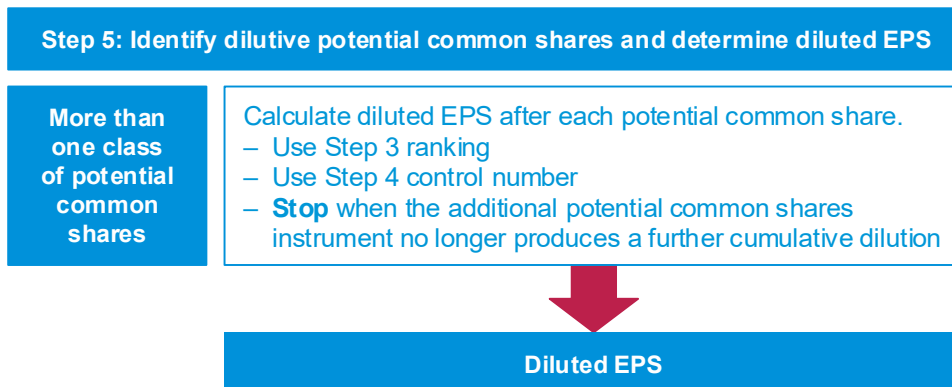 Step 5: Identify dilutive potential common shares and determine diluted EPS
More than
one class
of potential
common
shares
Calculate diluted EPS after each potential common share.
– Use Step 3 ranking
– Use Step 4 control number
– Stop when the additional potential common shares
instrument no longer produces a further cumulative dilution
Diluted EPS